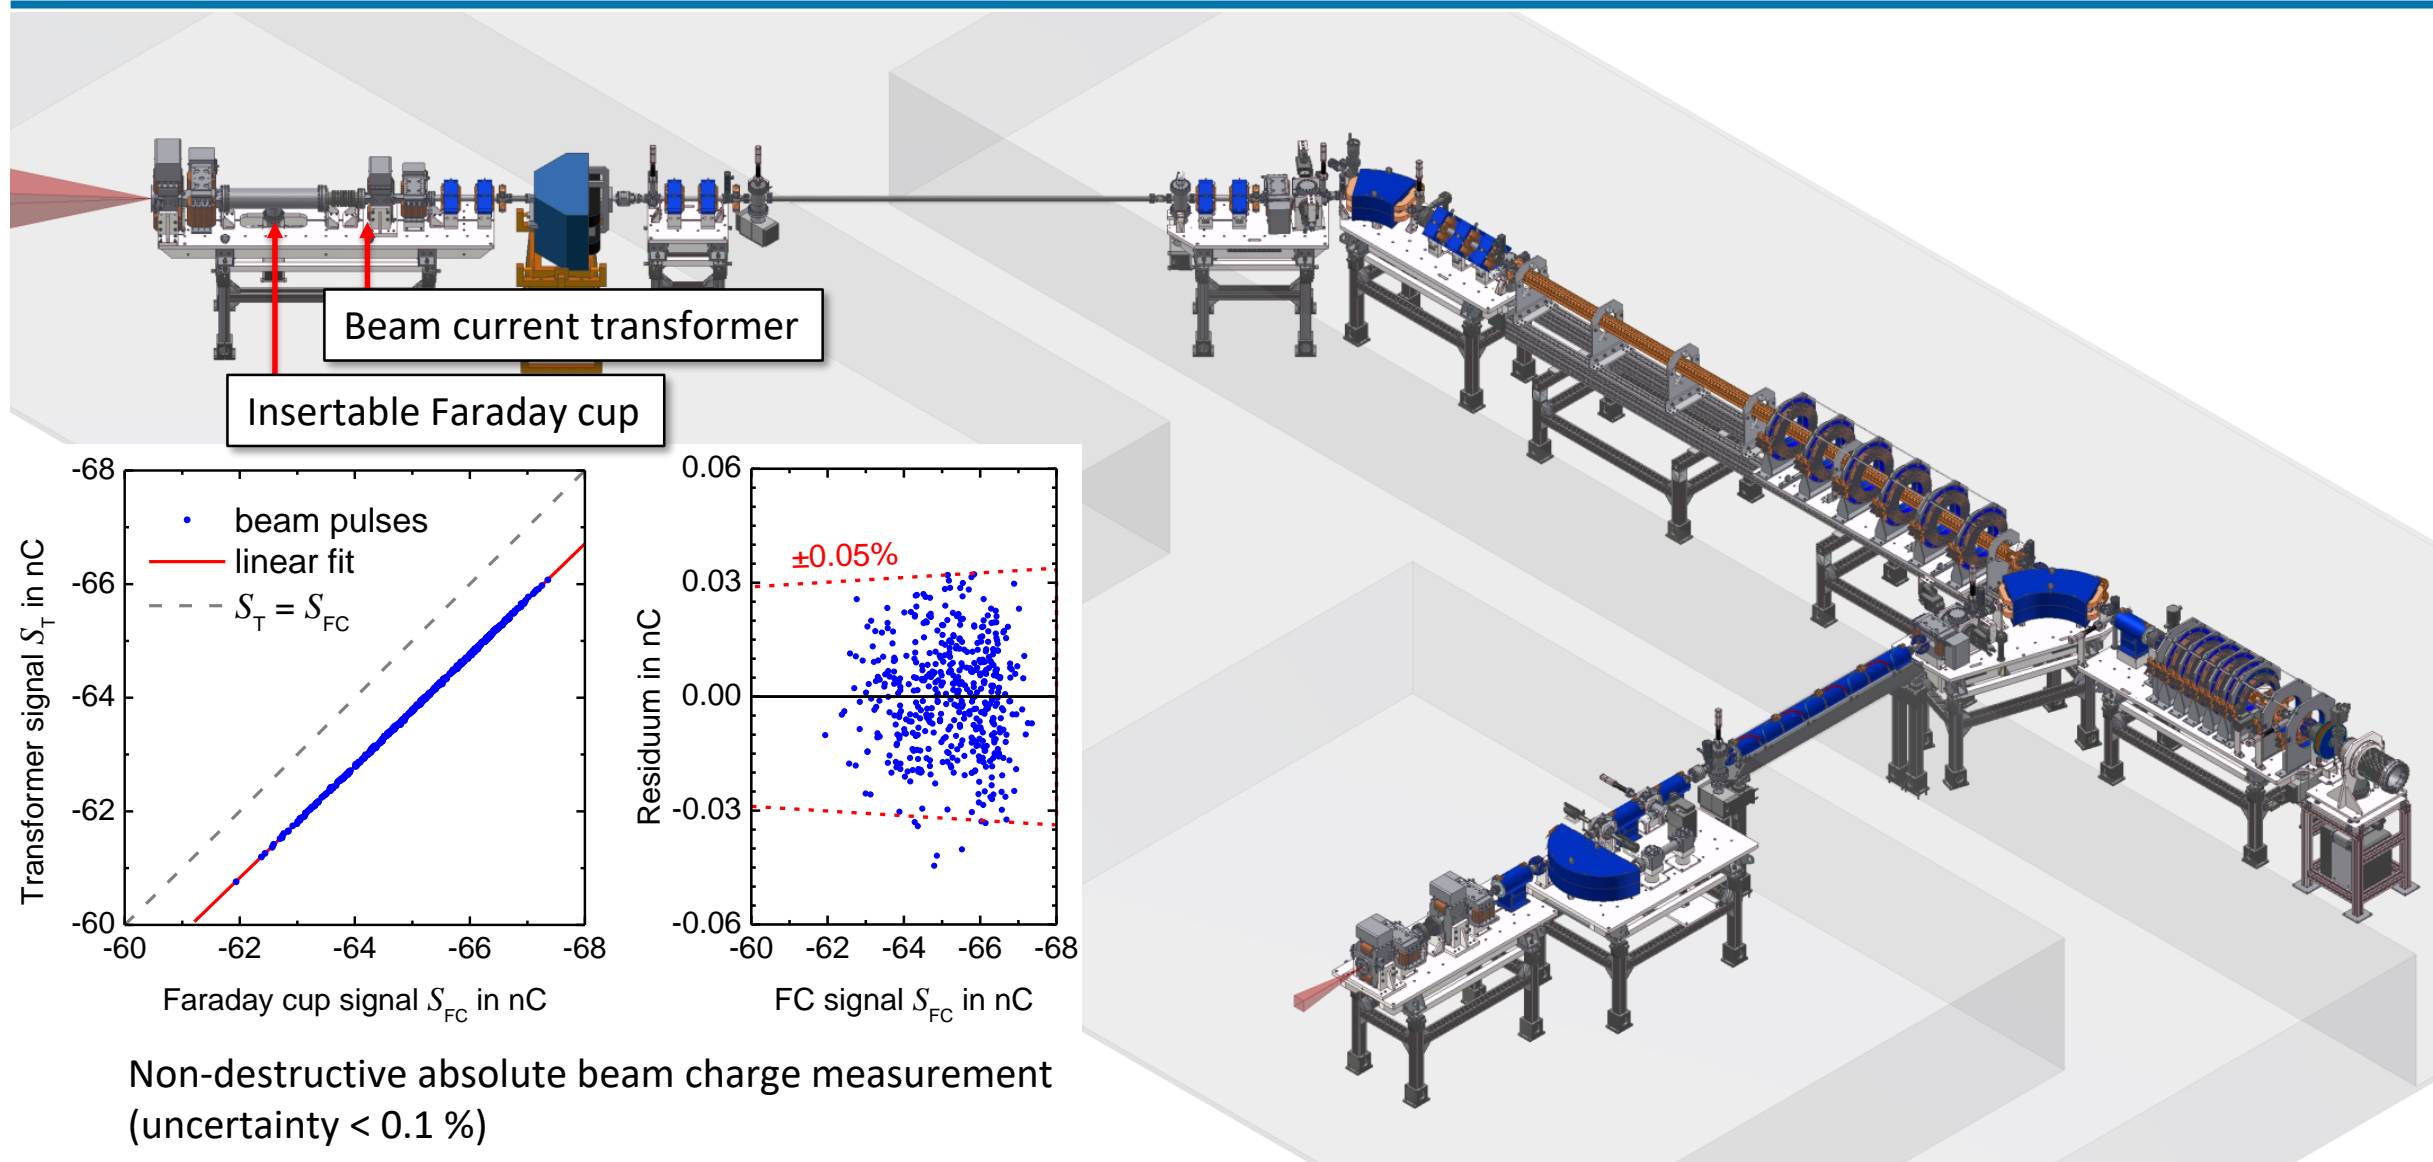 Beam current transformer
Insertable Faraday cup
-68
-66
-64
-62
-60
-60
-62
-64
-66
-68
Transformer signal S_T in nC
Faraday cup signal S_FC in nC
beam pulses
linear fit
S_T = S_FC
0.06
0.03
0.00
-0.03
-0.06
-60
-62
-64
-66
-68
Residuum in nC
FC signal S_FC in nC
±0.05%
Non-destructive absolute beam charge measurement
(uncertainty < 0.1 %)